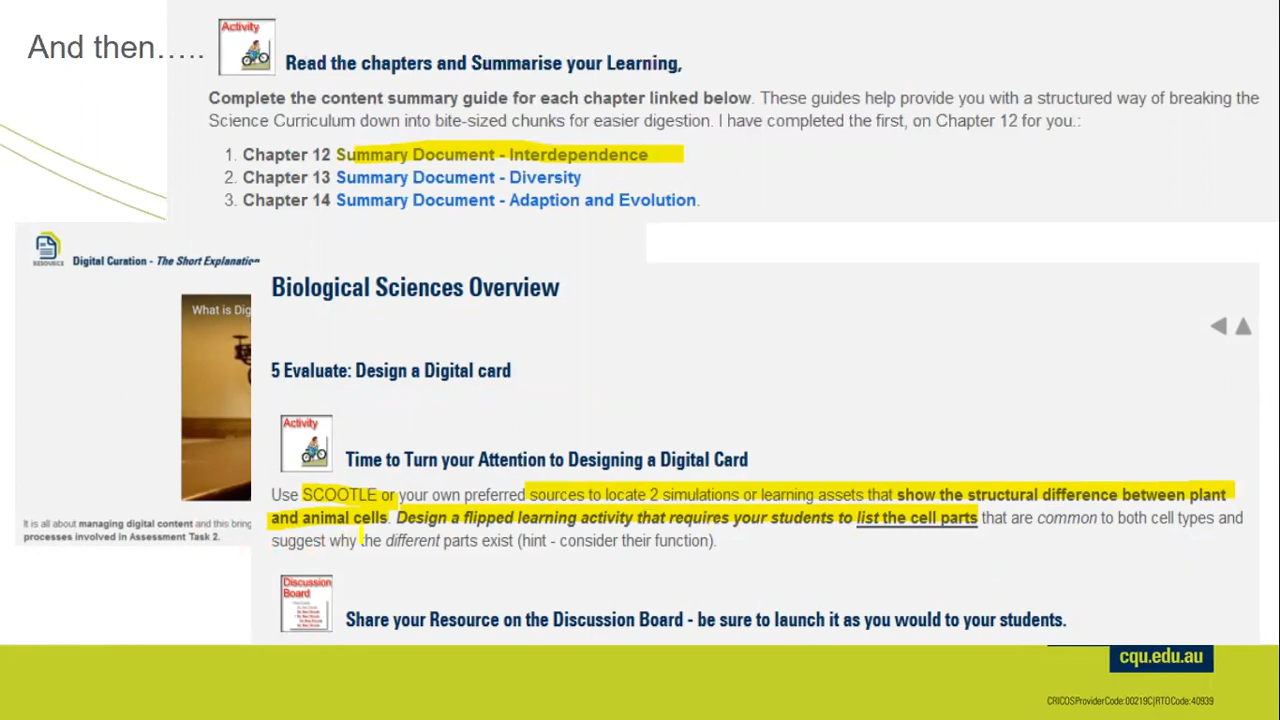 And then…..
Activity
Read the chapters and Summarise your Learning,
Complete the content summary guide for each chapter linked below. These guides help provide you with a structured way of breaking the
Science Curriculum down into bite-sized chunks for easier digestion. I have completed the first, on Chapter 12 for you.:
1. Chapter 12 Summary Document - Interdependence
2. Chapter 13 Summary Document - Diversity
3. Chapter 14 Summary Document - Adaption and Evolution.
RESOURCE
Digital Curation - The Short Explanation
What is Dig
It is all about managing digital content and this bring
processes involved in Assessment Task 2.
Biological Sciences Overview
5 Evaluate: Design a Digital card
Activity
Time to Turn your Attention to Designing a Digital Card
Use SCOOTLE or your own preferred sources to locate 2 simulations or learning assets that show the structural difference between plant
and animal cells. Design a flipped learning activity that requires your students to list the cell parts that are common to both cell types and
suggest why the different parts exist (hint - consider their function).
Discussion
Board
Share your Resource on the Discussion Board - be sure to launch it as you would to your students.
cqu.edu.au
CRICOSProviderCode:00219C|RTOCode:40939